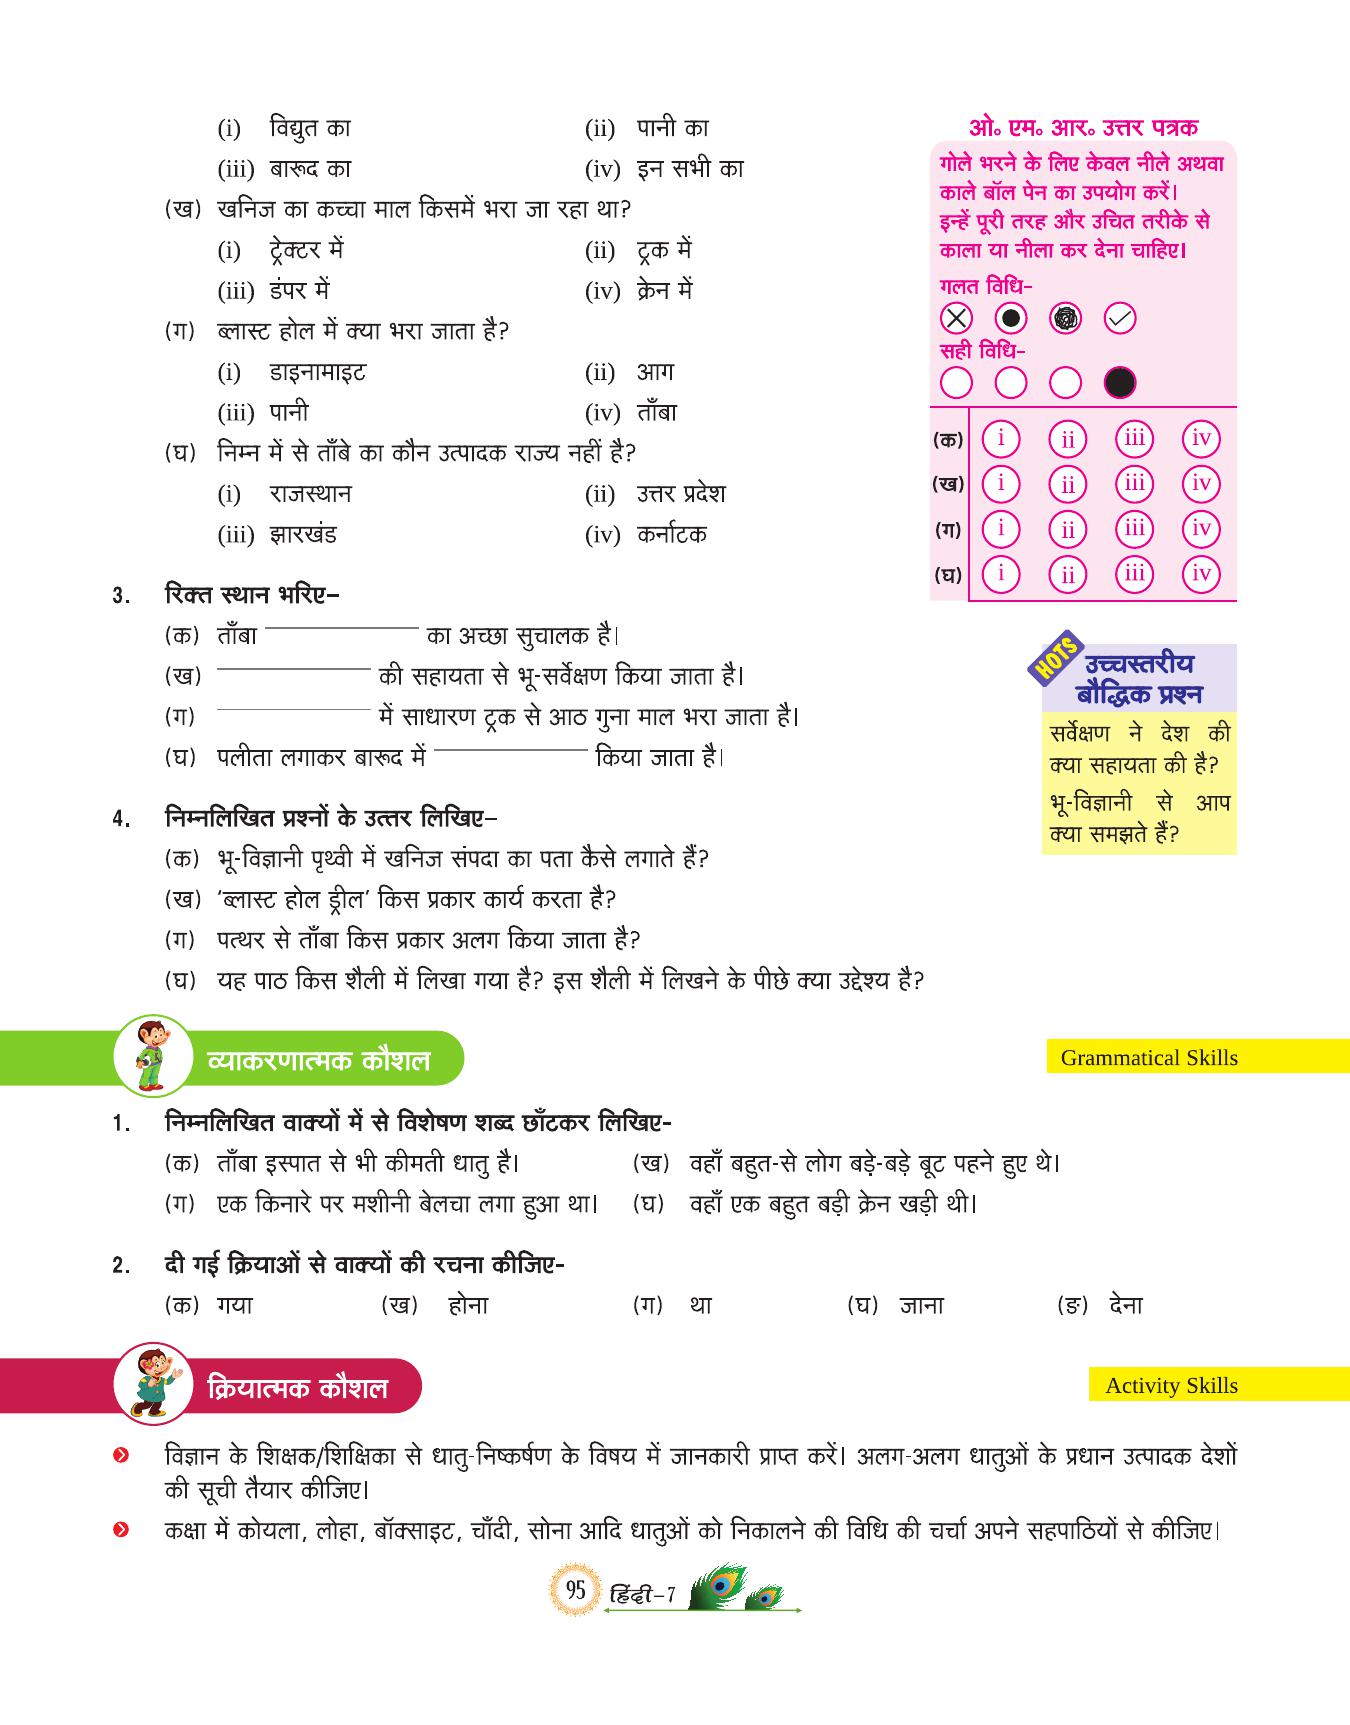 (i) विद्युत का (ii) पानी का
(iii) बारूद का (iv) इन सभी का
(ख) खनिज का कच्चा माल किसमें भरा जा रहा था?
(i) ट्रेक्टर में (ii) ट्रक में
(iii) डंपर में (iv) क्रेन में
(ग) ब्लास्ट होल में क्या भरा जाता है?
(i) डाइनामाइट (ii) आग
(iii) पानी (iv) ताँबा
(घ) निम्न में से ताँबे का कौन उत्पादक राज्य नहीं है?
(i) राजस्थान (ii) उत्तर प्रदेश
(iii) झारखंड (iv) कर्नाटक
ओ॰ एम॰ आर॰ उत्तर पत्रक
गोले भरने के लिए केवल नीले अथवा
काले बॉल पेन का उपयोग करें।
इन्हें पूरी तरह और उचित तरीके से
काला या नीला कर देना चाहिए।
गलत विधि-
सही विधि-
(क) i ii iii iv
(ख) i ii iii iv
(ग) i ii iii iv
(घ) i ii iii iv
3. रिक्त स्थान भरिए–
(क) ताँबा ____________ का अच्छा सुचालक है।
(ख) ____________ की सहायता से भू-सर्वेक्षण किया जाता है।
(ग) ____________ में साधारण ट्रक से आठ गुना माल भरा जाता है।
(घ) पलीता लगाकर बारूद में ____________ किया जाता है।
HOTS
उच्चस्तरीय
बौद्धिक प्रश्न
सर्वेक्षण ने देश की
क्या सहायता की है?
भू-विज्ञानी से आप
क्या समझते हैं?
4. निम्नलिखित प्रश्नों के उत्तर लिखिए–
(क) भू-विज्ञानी पृथ्वी में खनिज संपदा का पता कैसे लगाते हैं?
(ख) ‘ब्लास्ट होल ड्रील’ किस प्रकार कार्य करता है?
(ग) पत्थर से ताँबा किस प्रकार अलग किया जाता है?
(घ) यह पाठ किस शैली में लिखा गया है? इस शैली में लिखने के पीछे क्या उद्देश्य है?
व्याकरणात्मक कौशल
Grammatical Skills
1. निम्नलिखित वाक्यों में से विशेषण शब्द छाँटकर लिखिए-
(क) ताँबा इस्पात से भी कीमती धातु है। (ख) वहाँ बहुत-से लोग बड़े-बड़े बूट पहने हुए थे।
(ग) एक किनारे पर मशीनी बेलचा लगा हुआ था। (घ) वहाँ एक बहुत बड़ी क्रेन खड़ी थी।
2. दी गई क्रियाओं से वाक्यों की रचना कीजिए-
(क) गया (ख) होना (ग) था (घ) जाना (ङ) देना
क्रियात्मक कौशल
Activity Skills
विज्ञान के शिक्षक/शिक्षिका से धातु-निष्कर्षण के विषय में जानकारी प्राप्त करें। अलग-अलग धातुओं के प्रधान उत्पादक देशों
की सूची तैयार कीजिए।
कक्षा में कोयला, लोहा, बॉक्साइट, चाँदी, सोना आदि धातुओं को निकालने की विधि की चर्चा अपने सहपाठियों से कीजिए।
95 हिंदी–7